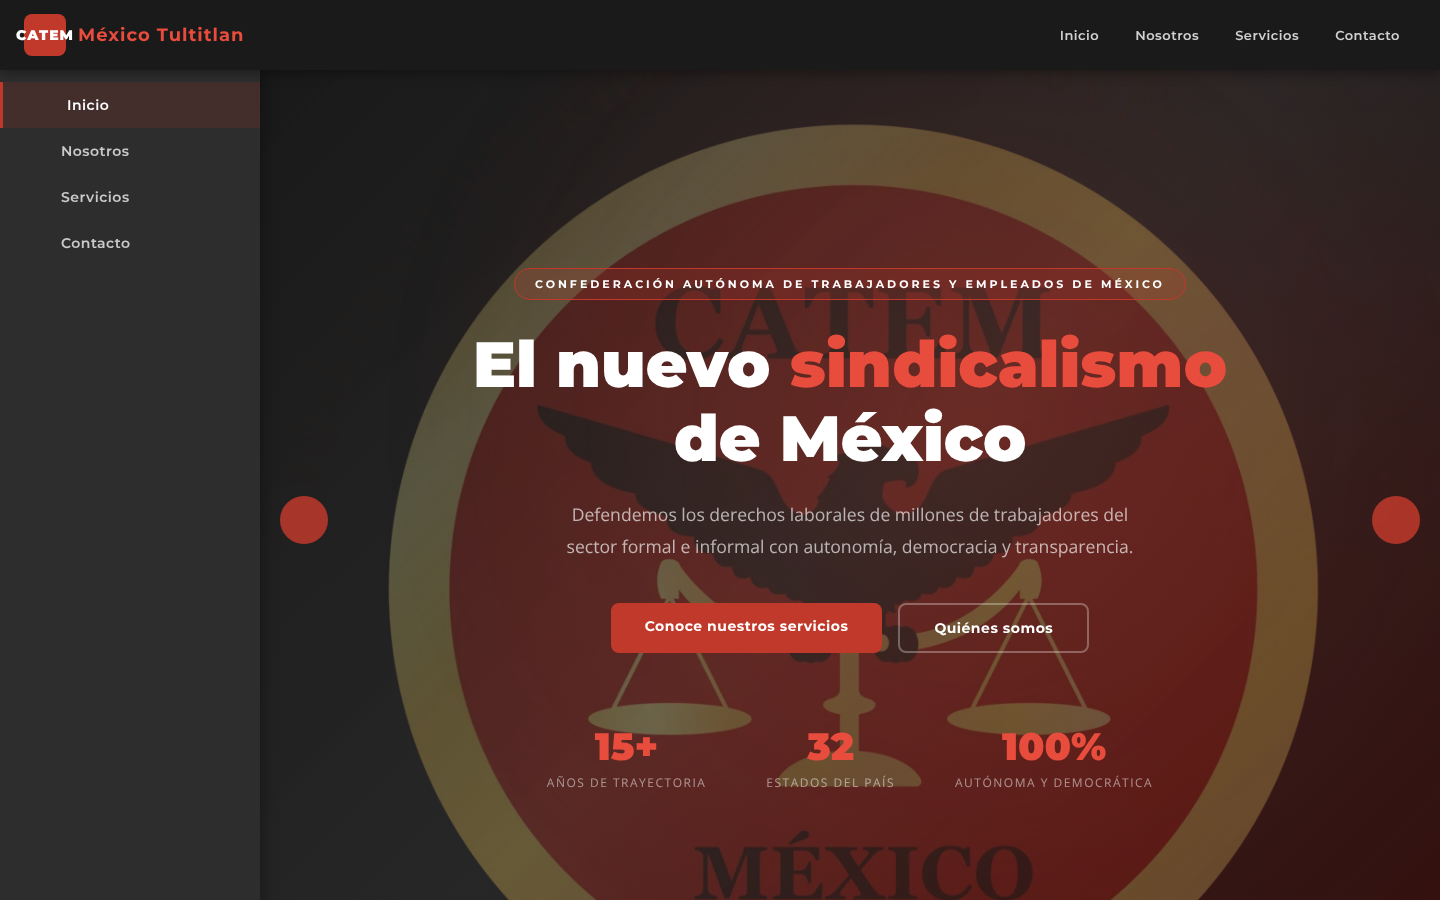 CATEM México Tultitlan
Inicio Nosotros Servicios Contacto
Inicio
Nosotros
Servicios
Contacto
CONFEDERACIÓN AUTÓNOMA DE TRABAJADORES Y EMPLEADOS DE MÉXICO
CATEM
El nuevo sindicalismo
de México
Defendemos los derechos laborales de millones de trabajadores del
sector formal e informal con autonomía, democracia y transparencia.
Conoce nuestros servicios Quiénes somos
15+ 32 100%
AÑOS DE TRAYECTORIA ESTADOS DEL PAÍS AUTÓNOMA Y DEMOCRÁTICA
MÉXICO